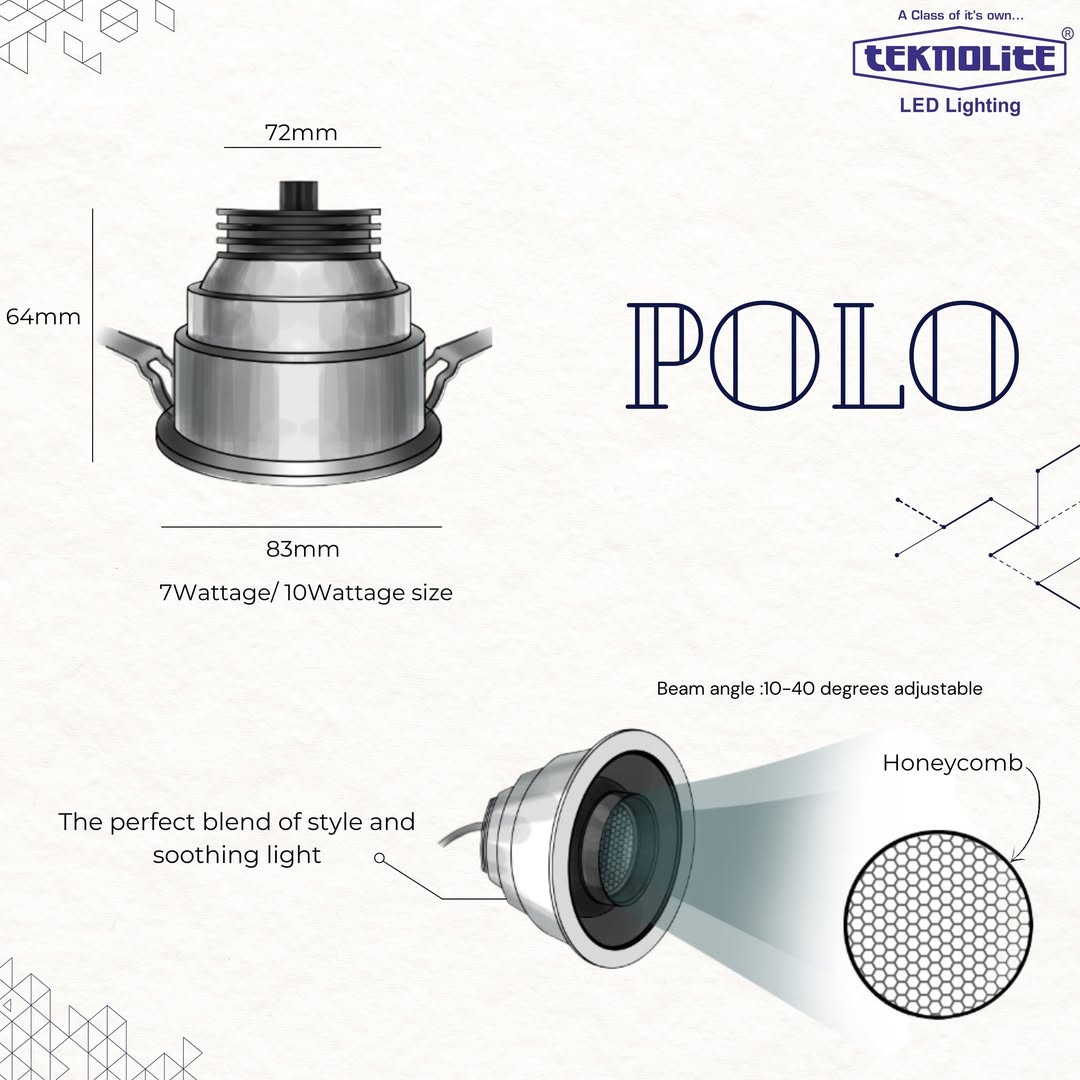 A Class of it's own...
TEKNOLITE®
LED Lighting
72mm
64mm
POLO
83mm
7Wattage/ 10Wattage size
Beam angle :10-40 degrees adjustable
Honeycomb
The perfect blend of style and
soothing light